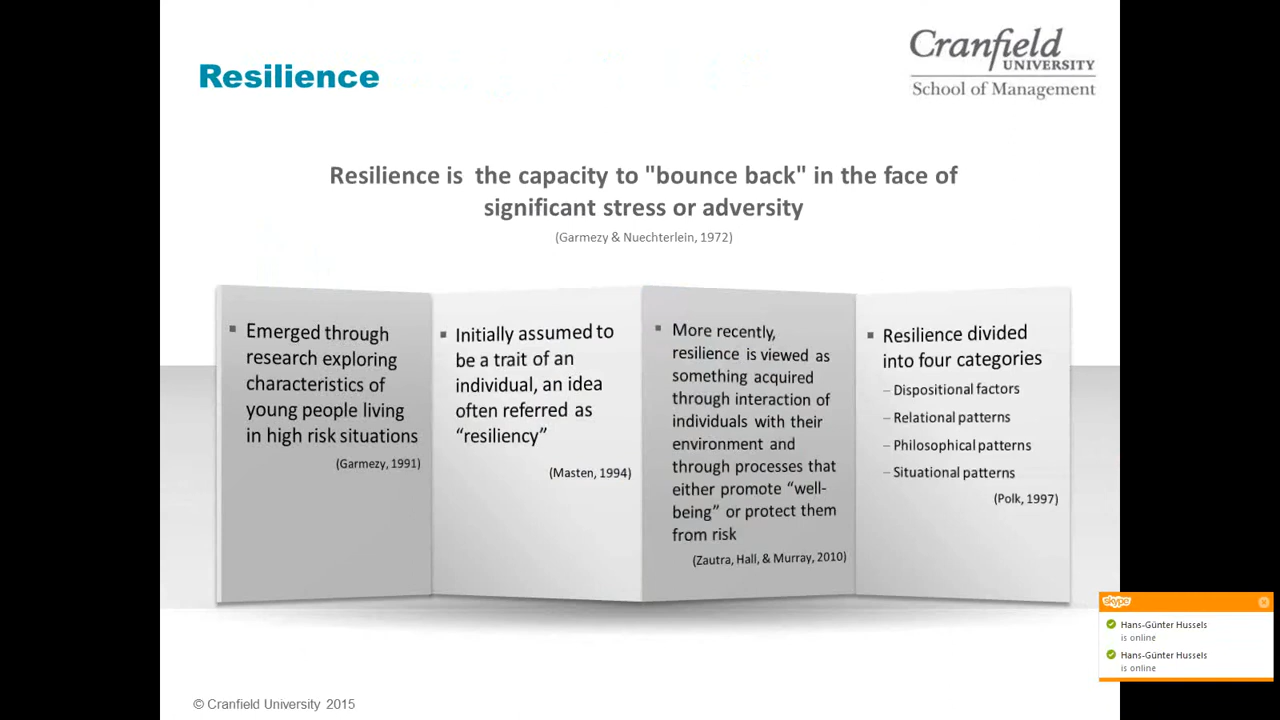 Resilience
Cranfield
UNIVERSITY
School of Management
Resilience is the capacity to "bounce back" in the face of
significant stress or adversity
(Garmezy & Nuechterlein, 1972)
▪ Emerged through
research exploring
characteristics of
young people living
in high risk situations
(Garmezy, 1991)
▪ Initially assumed to
be a trait of an
individual, an idea
often referred as
“resiliency”
(Masten, 1994)
▪ More recently,
resilience is viewed as
something acquired
through interaction of
individuals with their
environment and
through processes that
either promote “well-
being” or protect them
from risk
(Zautra, Hall, & Murray, 2010)
▪ Resilience divided
into four categories
– Dispositional factors
– Relational patterns
– Philosophical patterns
– Situational patterns
(Polk, 1997)
skype
Hans-Günter Hussels
is online
Hans-Günter Hussels
is online
© Cranfield University 2015